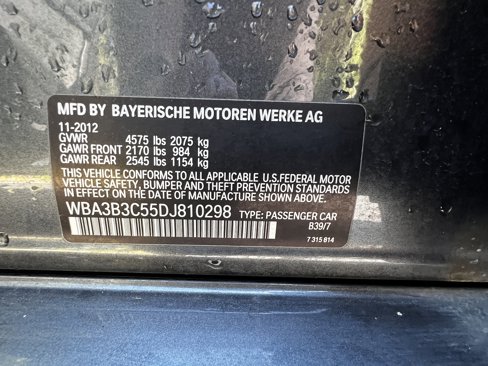 MFD BY BAYERISCHE MOTOREN WERKE AG
11-2012
GVWR 4575 lbs 2075 kg
GAWR FRONT 2170 lbs 984 kg
GAWR REAR 2545 lbs 1154 kg
THIS VEHICLE CONFORMS TO ALL APPLICABLE U.S.FEDERAL MOTOR
VEHICLE SAFETY, BUMPER AND THEFT PREVENTION STANDARDS
IN EFFECT ON THE DATE OF MANUFACTURE SHOWN ABOVE.
WBA3B3C55DJ810298 TYPE: PASSENGER CAR
B39/7
7 315 814